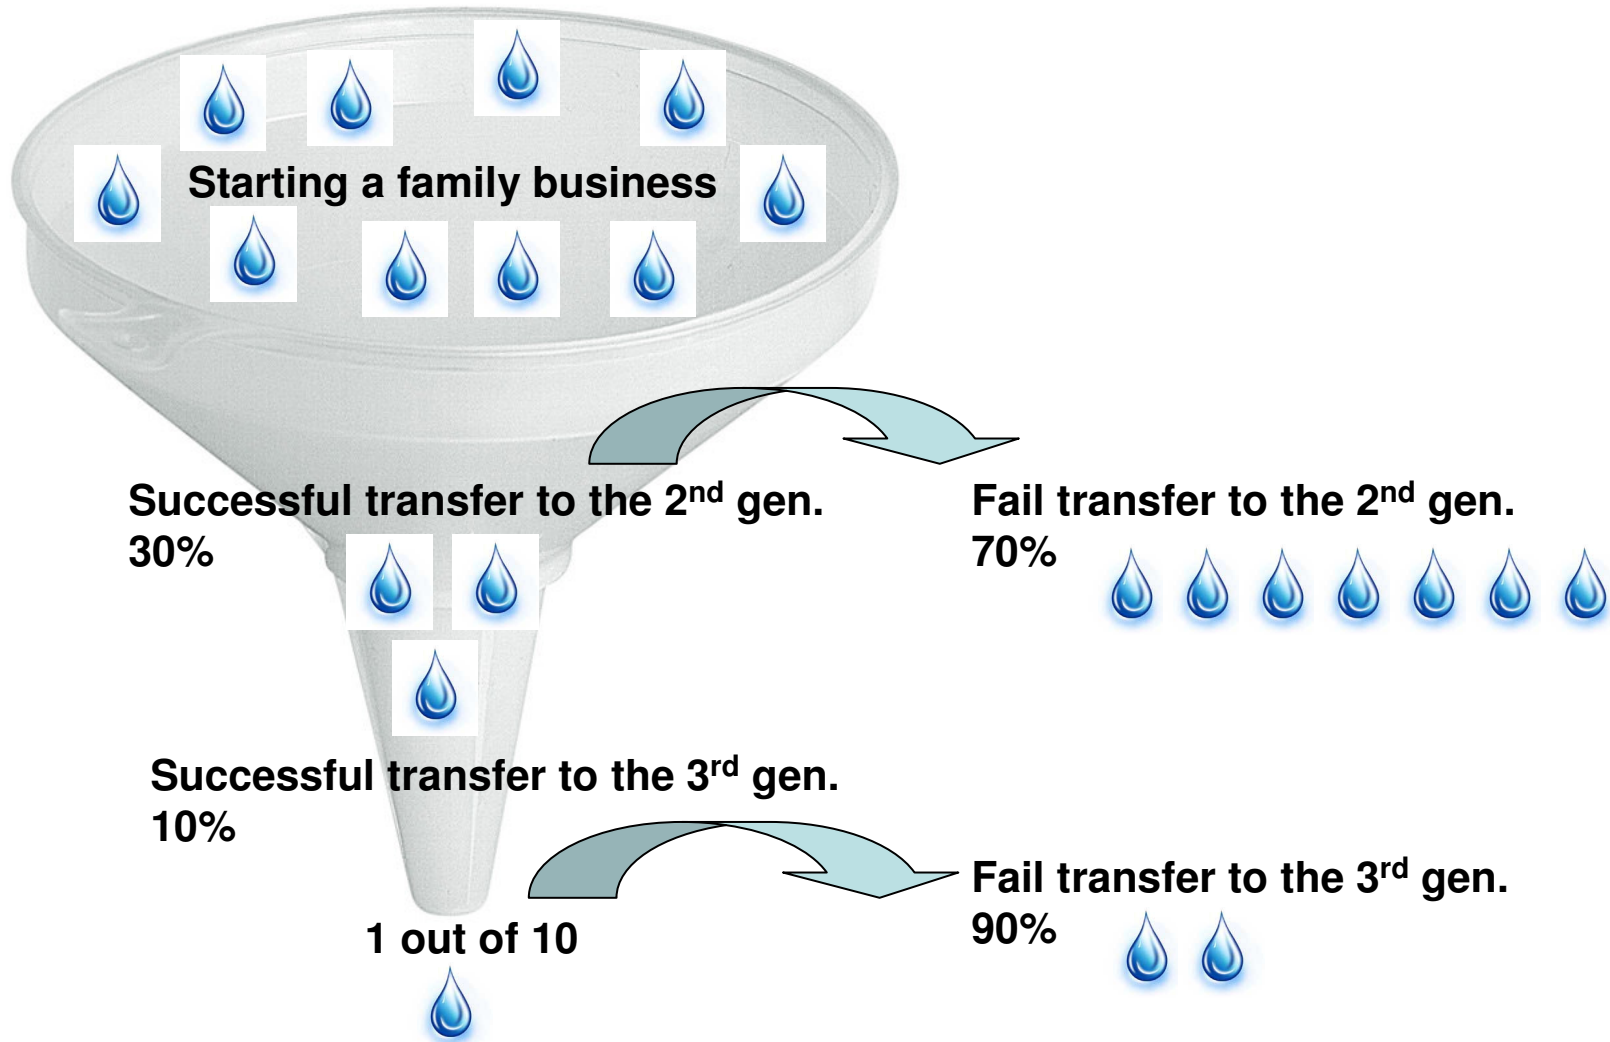 Starting a family business
Successful transfer to the 2nd gen.
30%
Fail transfer to the 2nd gen.
70%
Successful transfer to the 3rd gen.
10%
Fail transfer to the 3rd gen.
90%
1 out of 10